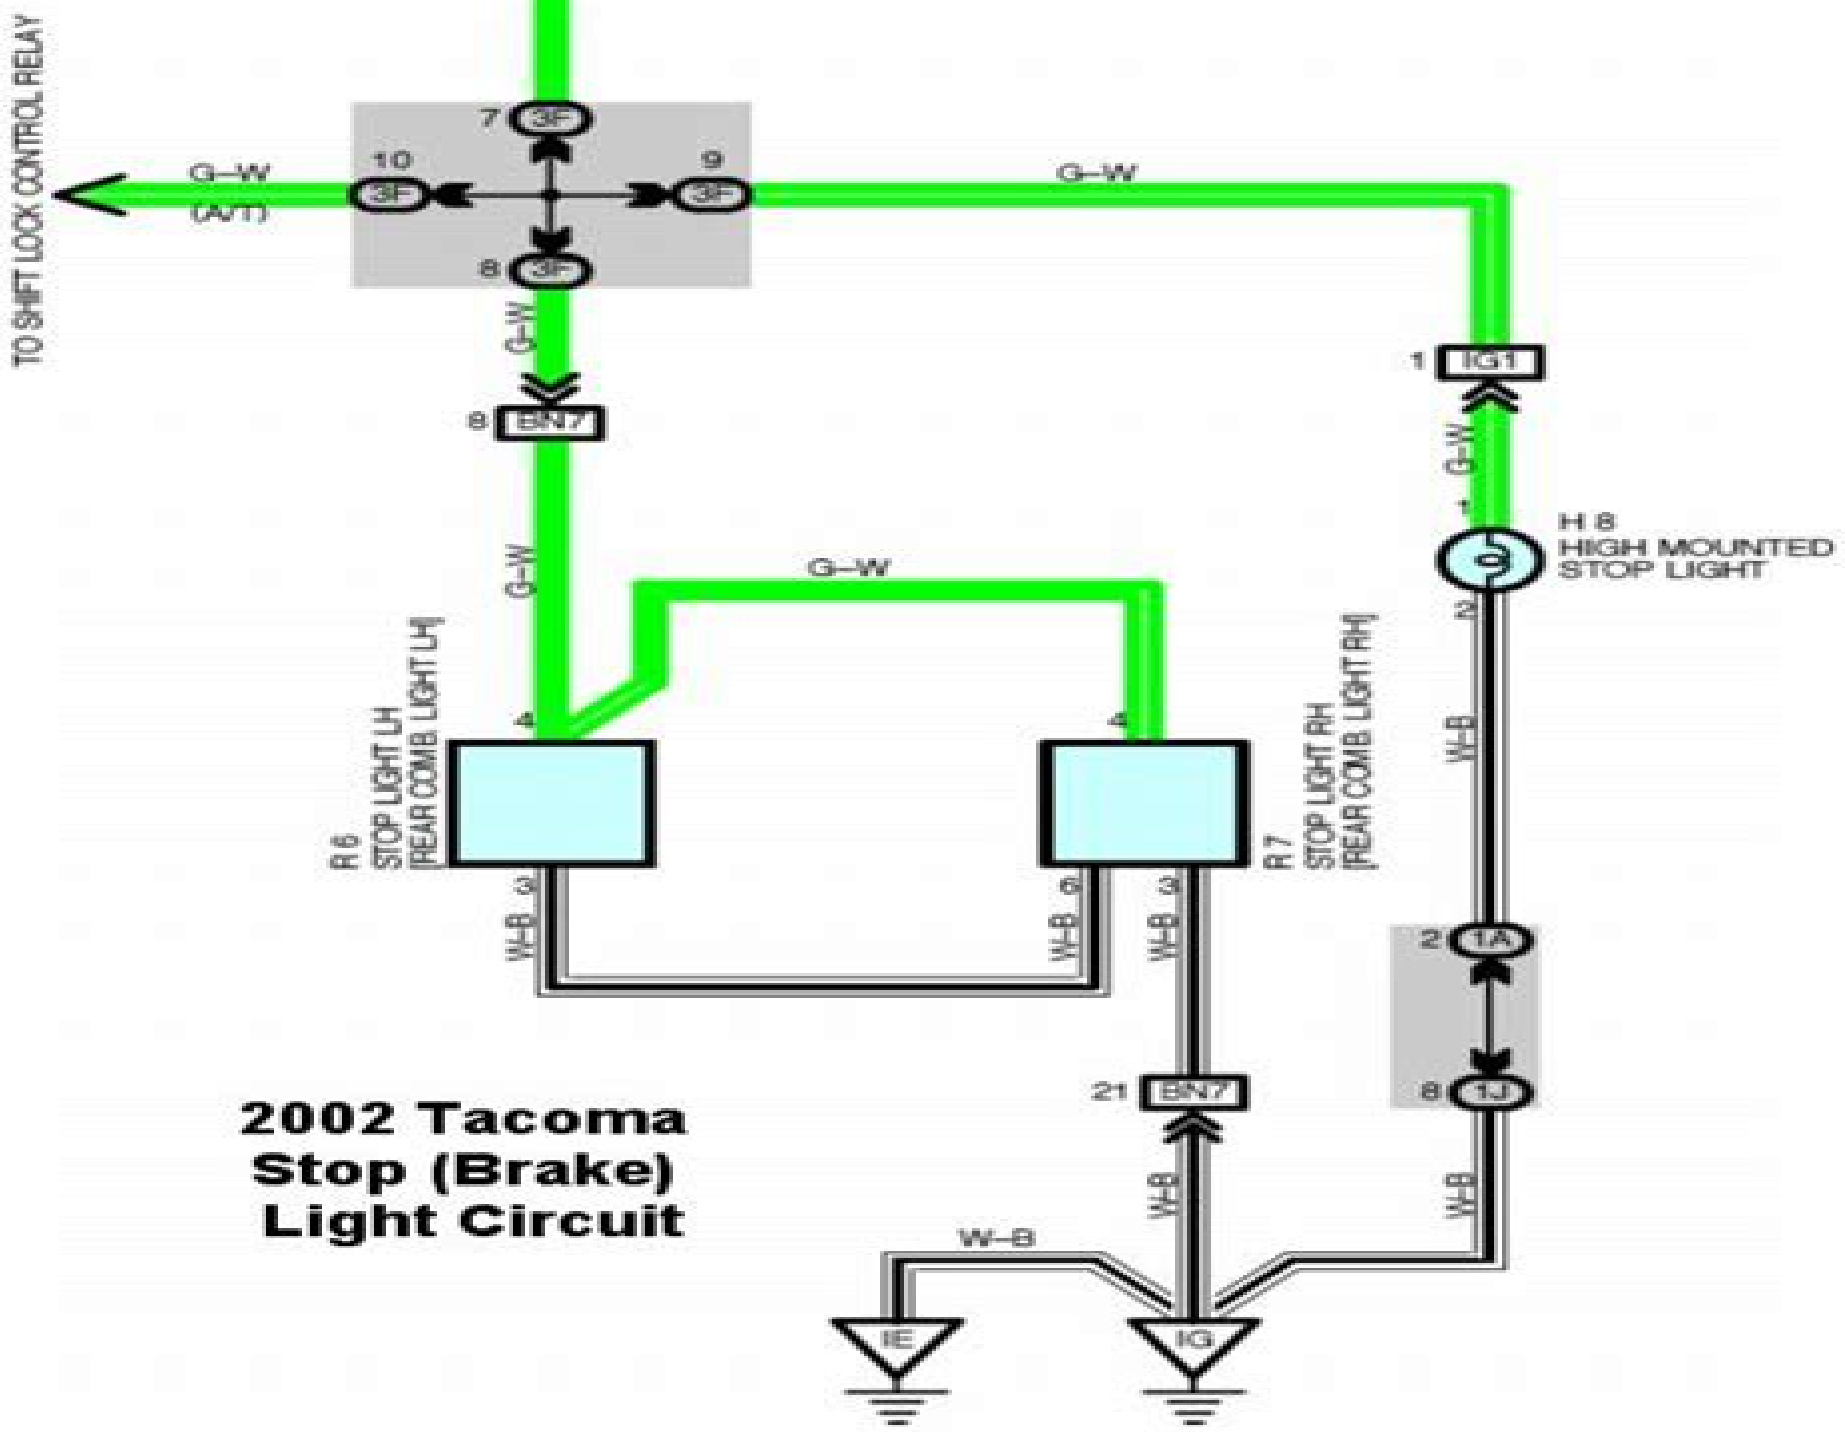 TO SHIFT LOCK CONTROL RELAY
7 3F
10
9
G–W
3F
3F
G–W
(A/T)
8 3F
G–W
1 IG1
8 BN7
G–W
1
H 8
HIGH MOUNTED
STOP LIGHT
G–W
G–W
2
4
4
R 6
STOP LIGHT LH
[REAR COMB. LIGHT LH]
R 7
STOP LIGHT RH
[REAR COMB. LIGHT RH]
W–B
3
6
3
W–B
W–B
W–B
2 1A
21 BN7
8 1J
2002 Tacoma
Stop (Brake)
Light Circuit
W–B
W–B
W–B
IE
IG